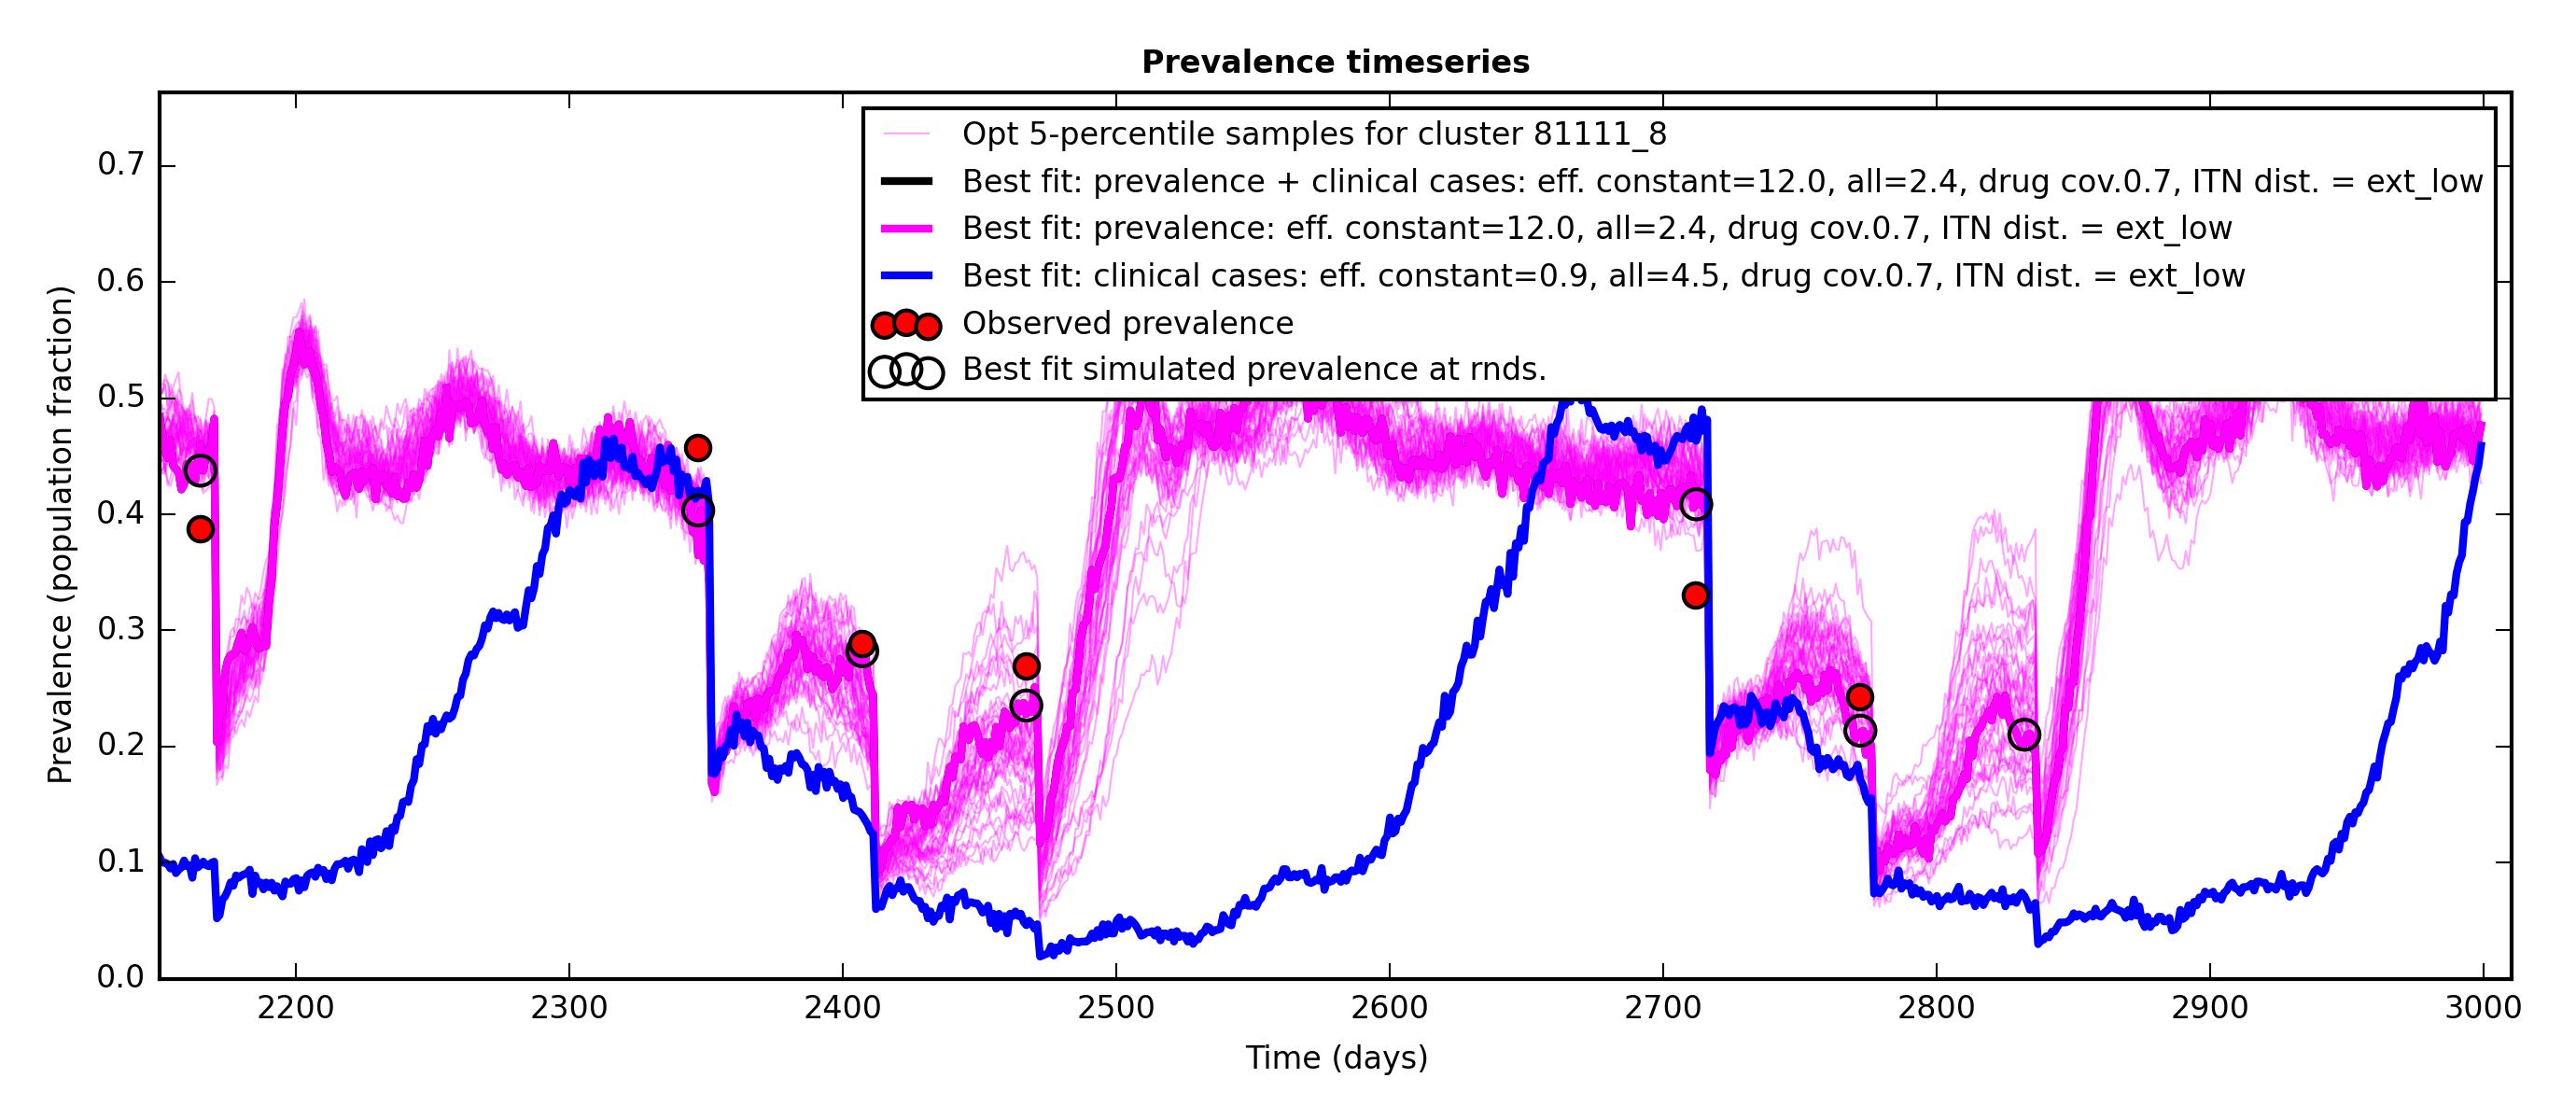 Prevalence timeseries
Opt 5-percentile samples for cluster 81111_8
Best fit: prevalence + clinical cases: eff. constant=12.0, all=2.4, drug cov.0.7, ITN dist. = ext_low
Best fit: prevalence: eff. constant=12.0, all=2.4, drug cov.0.7, ITN dist. = ext_low
Best fit: clinical cases: eff. constant=0.9, all=4.5, drug cov.0.7, ITN dist. = ext_low
Observed prevalence
Best fit simulated prevalence at rnds.
Prevalence (population fraction)
0.7
0.6
0.5
0.4
0.3
0.2
0.1
0.0
2200 2300 2400 2500 2600 2700 2800 2900 3000
Time (days)